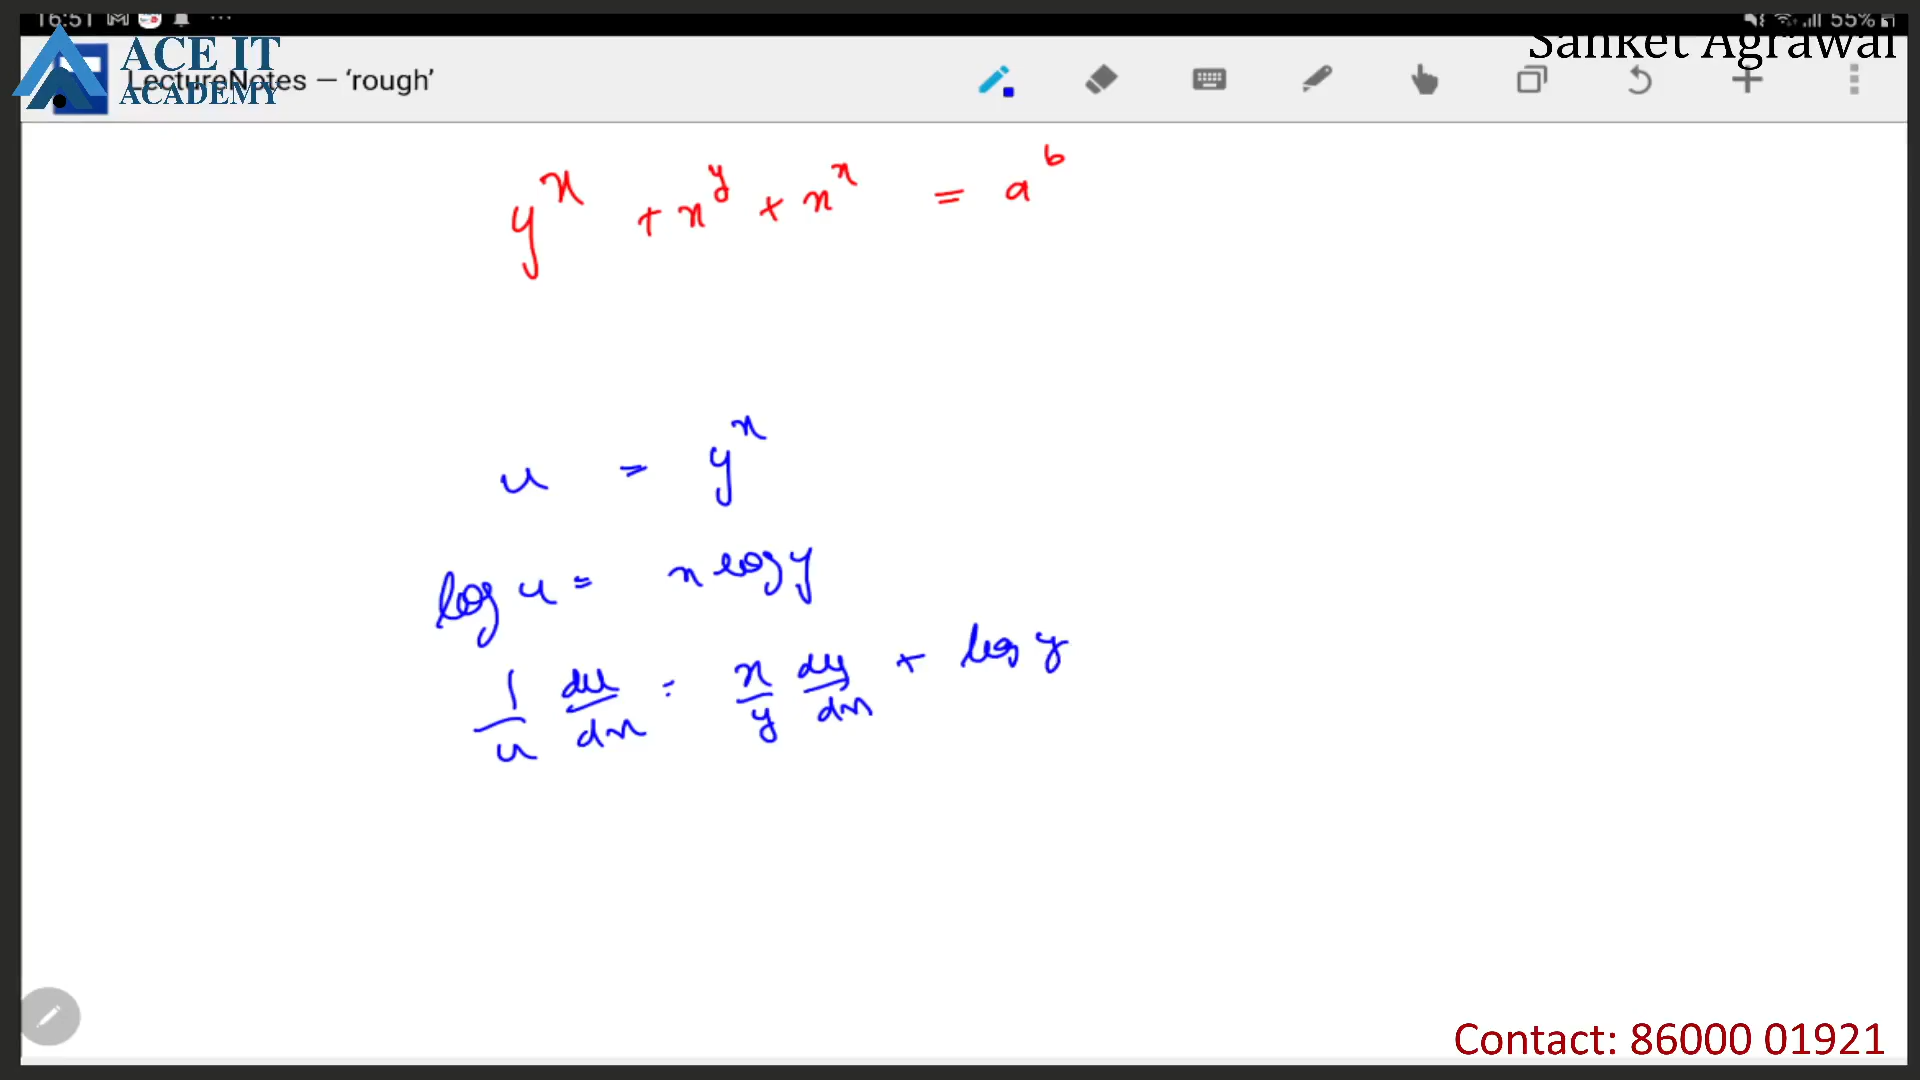 16:51 ... 55%
ACE IT
ACADEMY
LectureNotes — ‘rough’
Sanket Agrawal
y^x + x^y + x^x = a^b
u = y^x
log u = x log y
1/u du/dx = x/y dy/dx + log y
Contact: 86000 01921